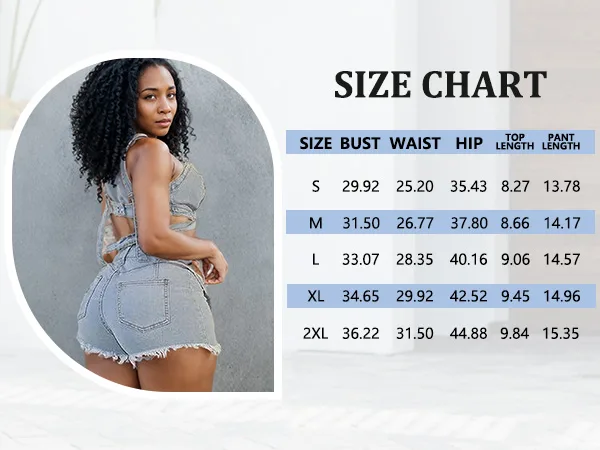 SIZE CHART
SIZE BUST WAIST HIP TOP LENGTH PANT LENGTH
S 29.92 25.20 35.43 8.27 13.78
M 31.50 26.77 37.80 8.66 14.17
L 33.07 28.35 40.16 9.06 14.57
XL 34.65 29.92 42.52 9.45 14.96
2XL 36.22 31.50 44.88 9.84 15.35